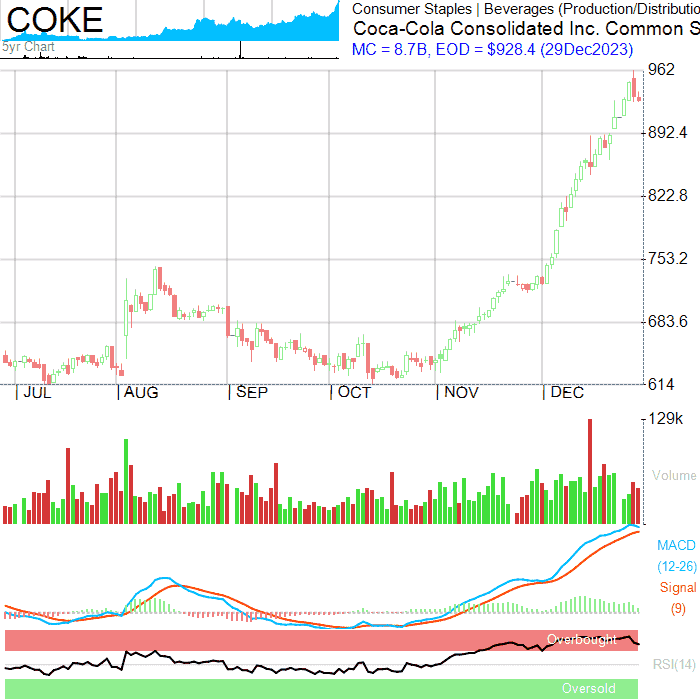 COKE
5yr Chart
Consumer Staples | Beverages (Production/Distributio
Coca-Cola Consolidated Inc. Common S
MC = 8.7B, EOD = $928.4 (29Dec2023)
962
892.4
822.8
753.2
683.6
614
JUL AUG SEP OCT NOV DEC
129k
Volume
MACD
(12-26)
Signal
(9)
Overbought
RSI(14)
Oversold